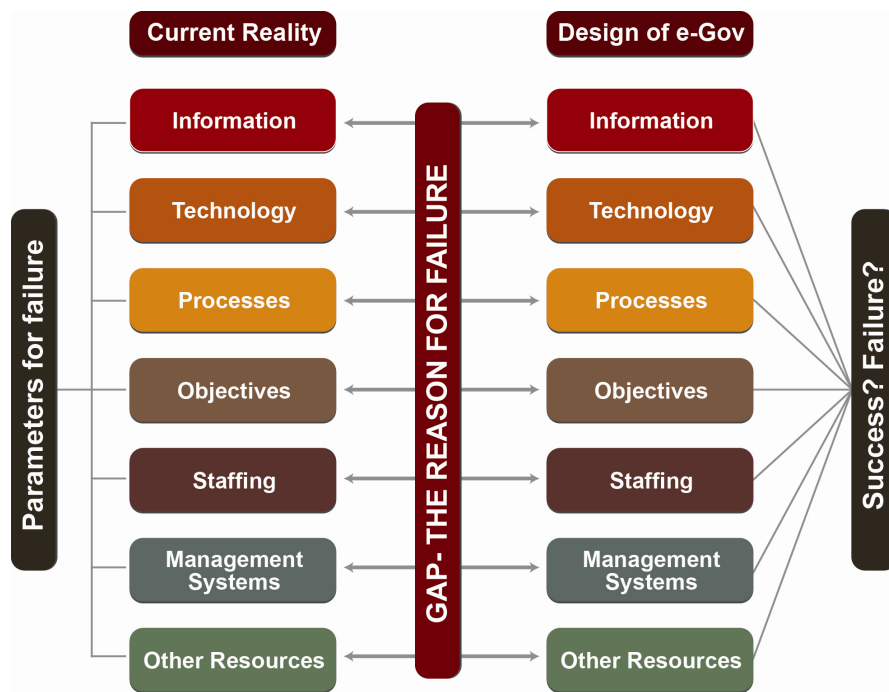 Current Reality
Design of e-Gov
Parameters for failure
Information
Technology
Processes
Objectives
Staffing
Management
Systems
Other Resources
GAP- THE REASON FOR FAILURE
Information
Technology
Processes
Objectives
Staffing
Management
Systems
Other Resources
Success? Failure?